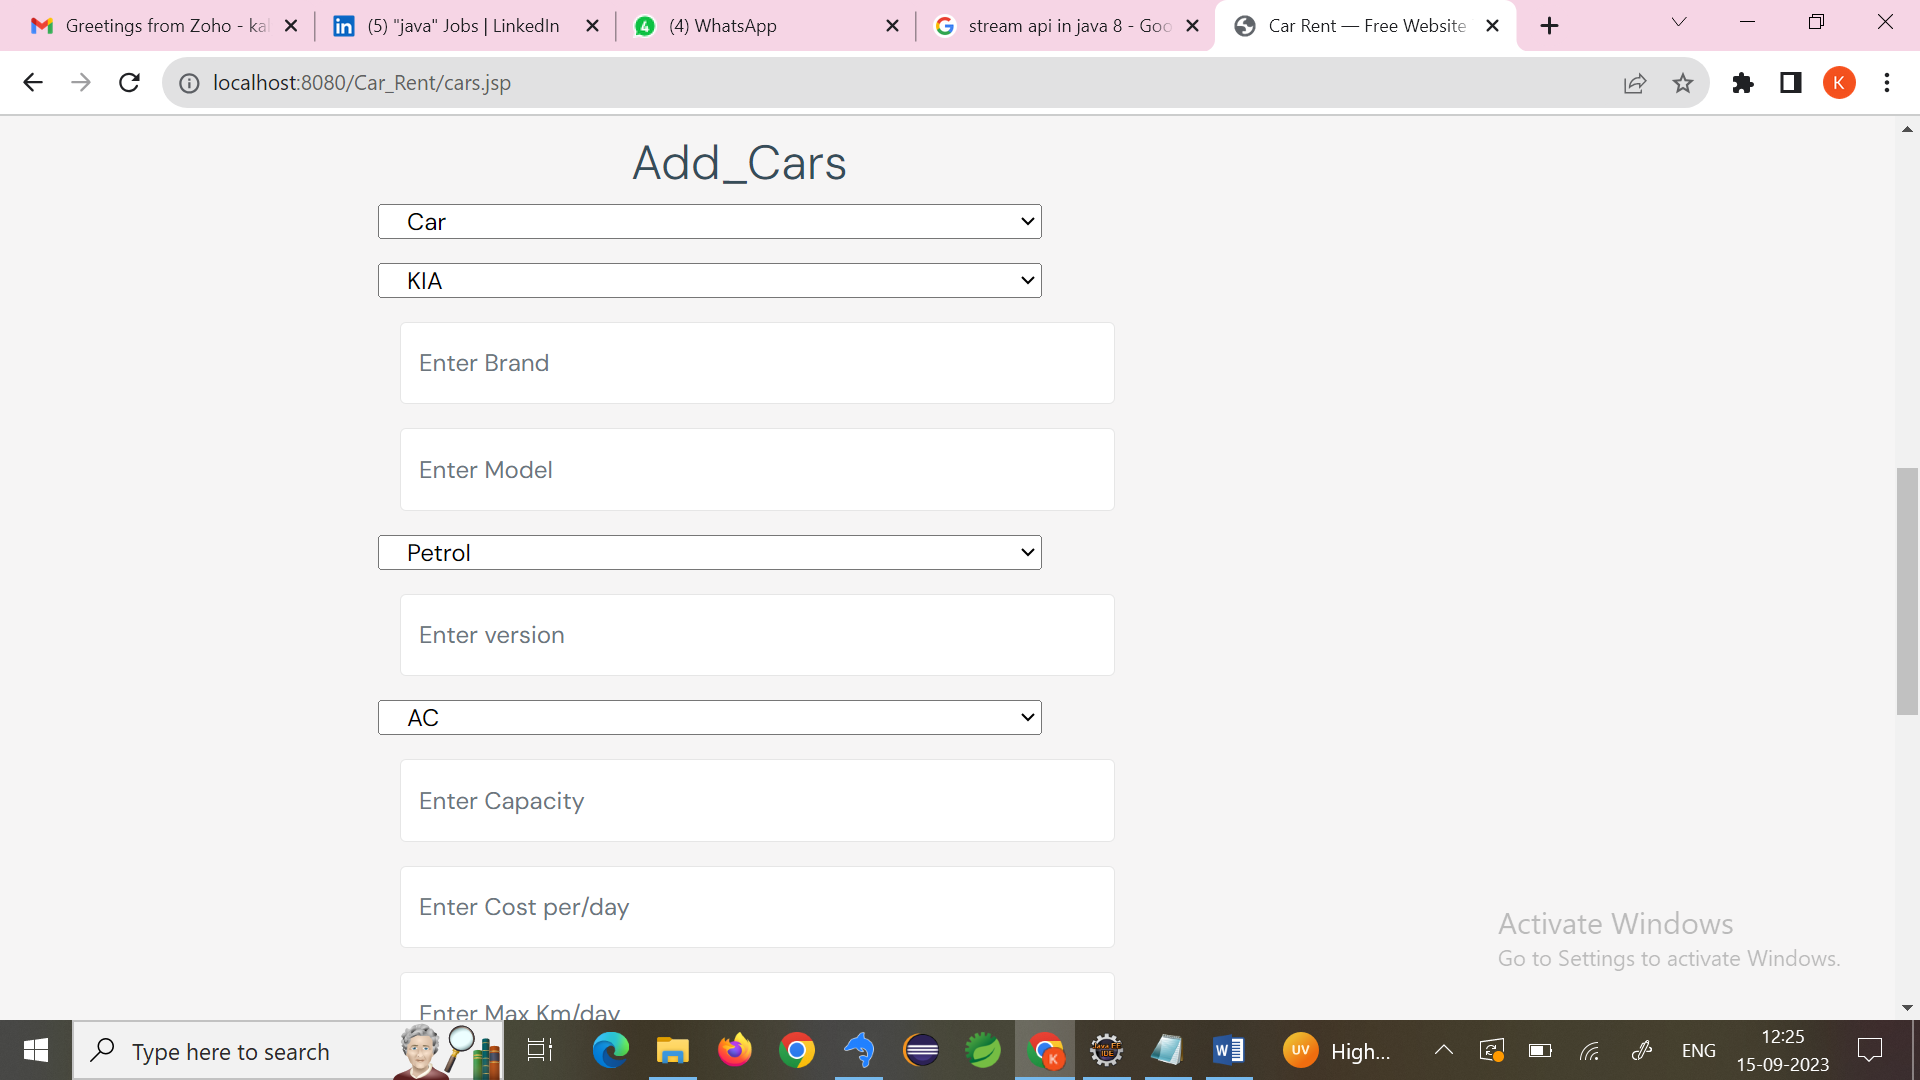 Greetings from Zoho - kal
(5) "java" Jobs | LinkedIn
4
(4) WhatsApp
stream api in java 8 - Goo
Car Rent — Free Website
localhost:8080/Car_Rent/cars.jsp
K
Add_Cars
Car
KIA
Enter Brand
Enter Model
Petrol
Enter version
AC
Enter Capacity
Enter Cost per/day
Enter Max Km/day
Activate Windows
Go to Settings to activate Windows.
Type here to search
K
UV
High...
ENG
12:25
15-09-2023